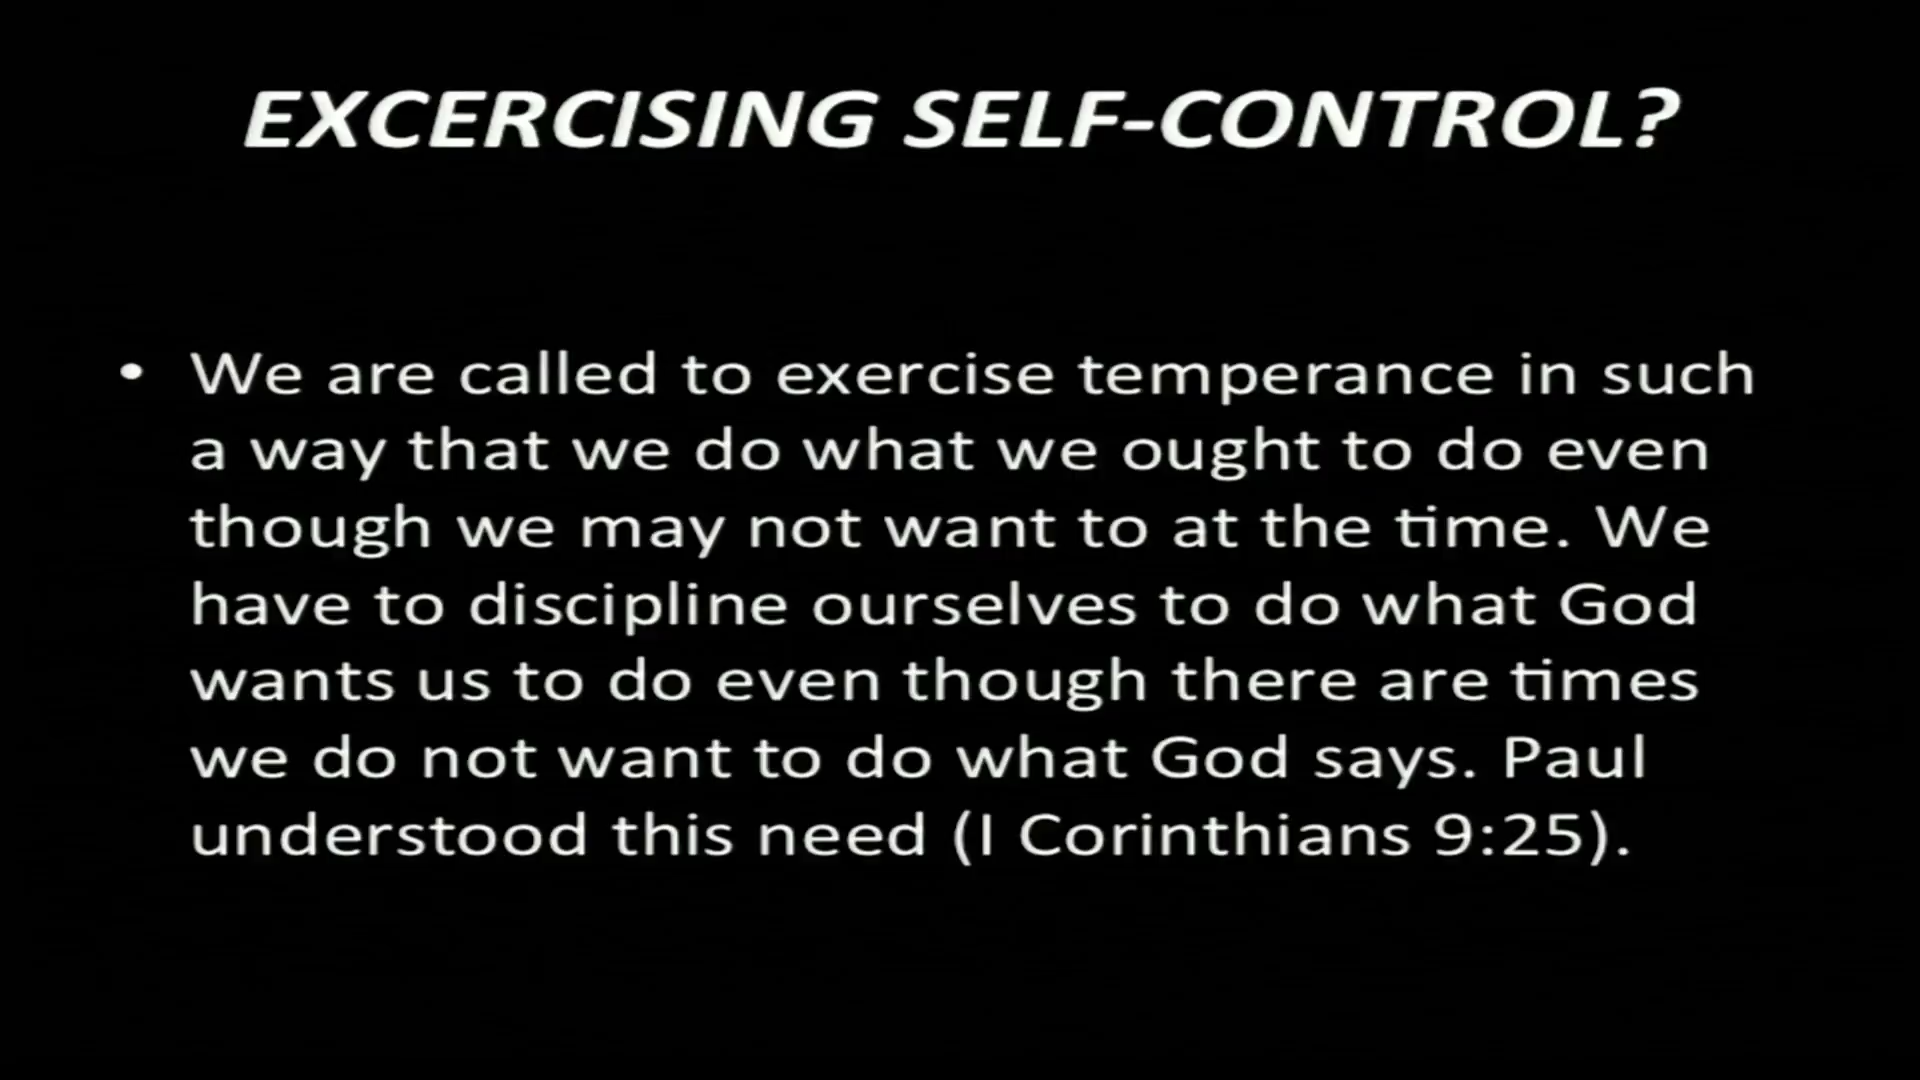 EXCERCISING SELF-CONTROL?
• We are called to exercise temperance in such
a way that we do what we ought to do even
though we may not want to at the time. We
have to discipline ourselves to do what God
wants us to do even though there are times
we do not want to do what God says. Paul
understood this need (I Corinthians 9:25).